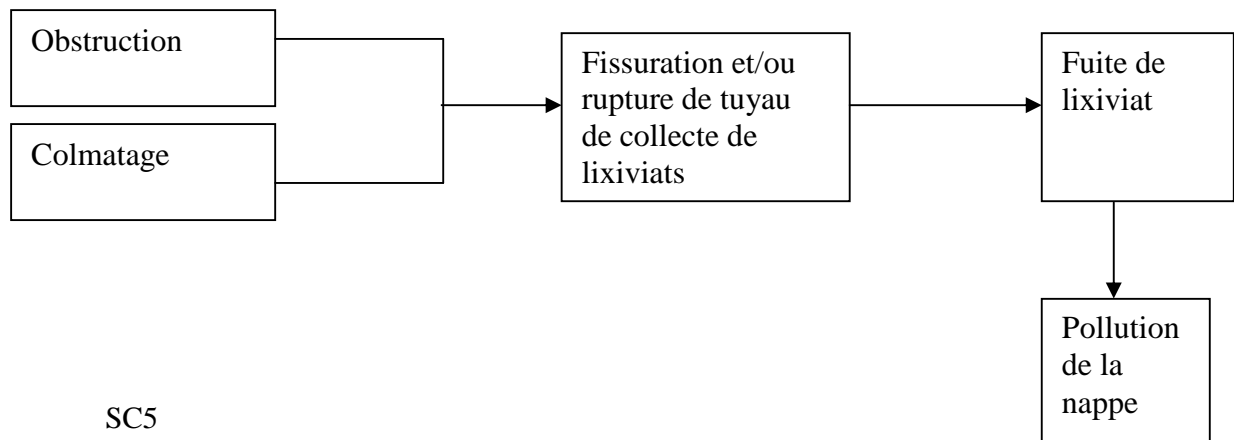 Obstruction
Colmatage
Fissuration et/ou
rupture de tuyau
de collecte de
lixiviats
Fuite de
lixiviat
Pollution
de la
nappe
SC5